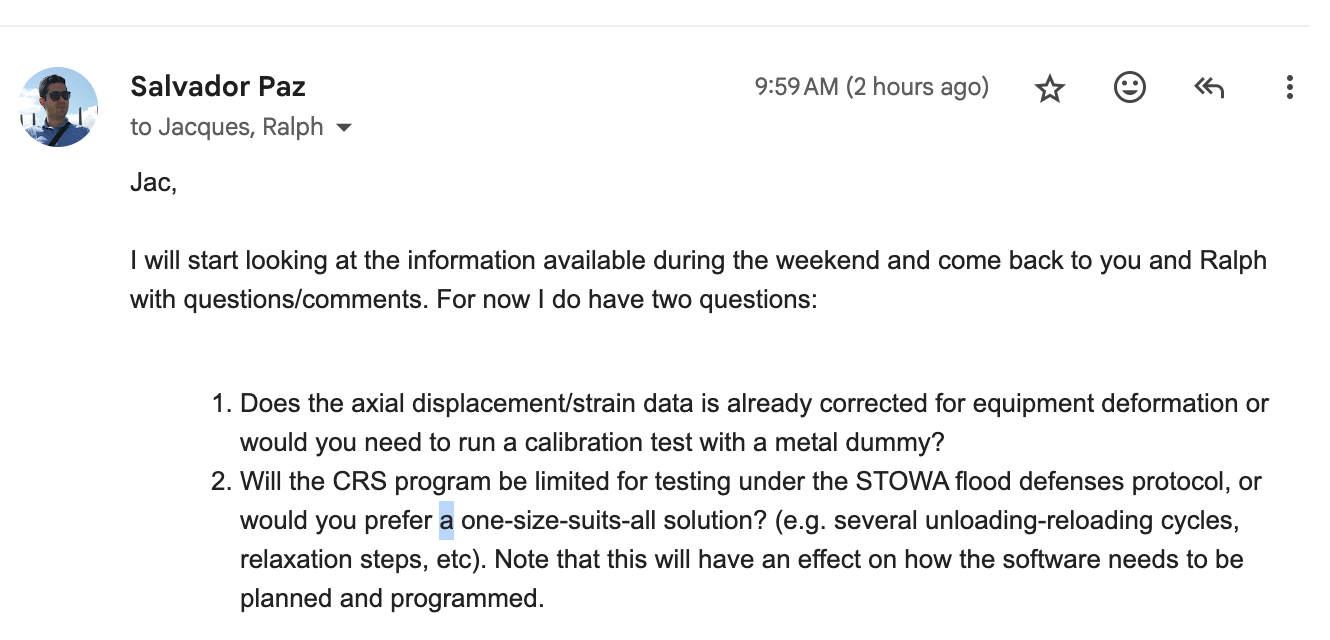 Salvador Paz
9:59 AM (2 hours ago)
to Jacques, Ralph
Jac,
I will start looking at the information available during the weekend and come back to you and Ralph
with questions/comments. For now I do have two questions:
1. Does the axial displacement/strain data is already corrected for equipment deformation or
would you need to run a calibration test with a metal dummy?
2. Will the CRS program be limited for testing under the STOWA flood defenses protocol, or
would you prefer a one-size-suits-all solution? (e.g. several unloading-reloading cycles,
relaxation steps, etc). Note that this will have an effect on how the software needs to be
planned and programmed.